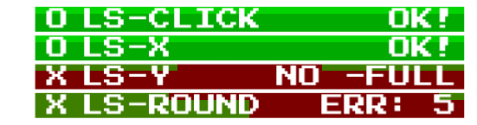 O LS-CLICK OK!
O LS-X OK!
X LS-Y NO -FULL
X LS-ROUND ERR: 5